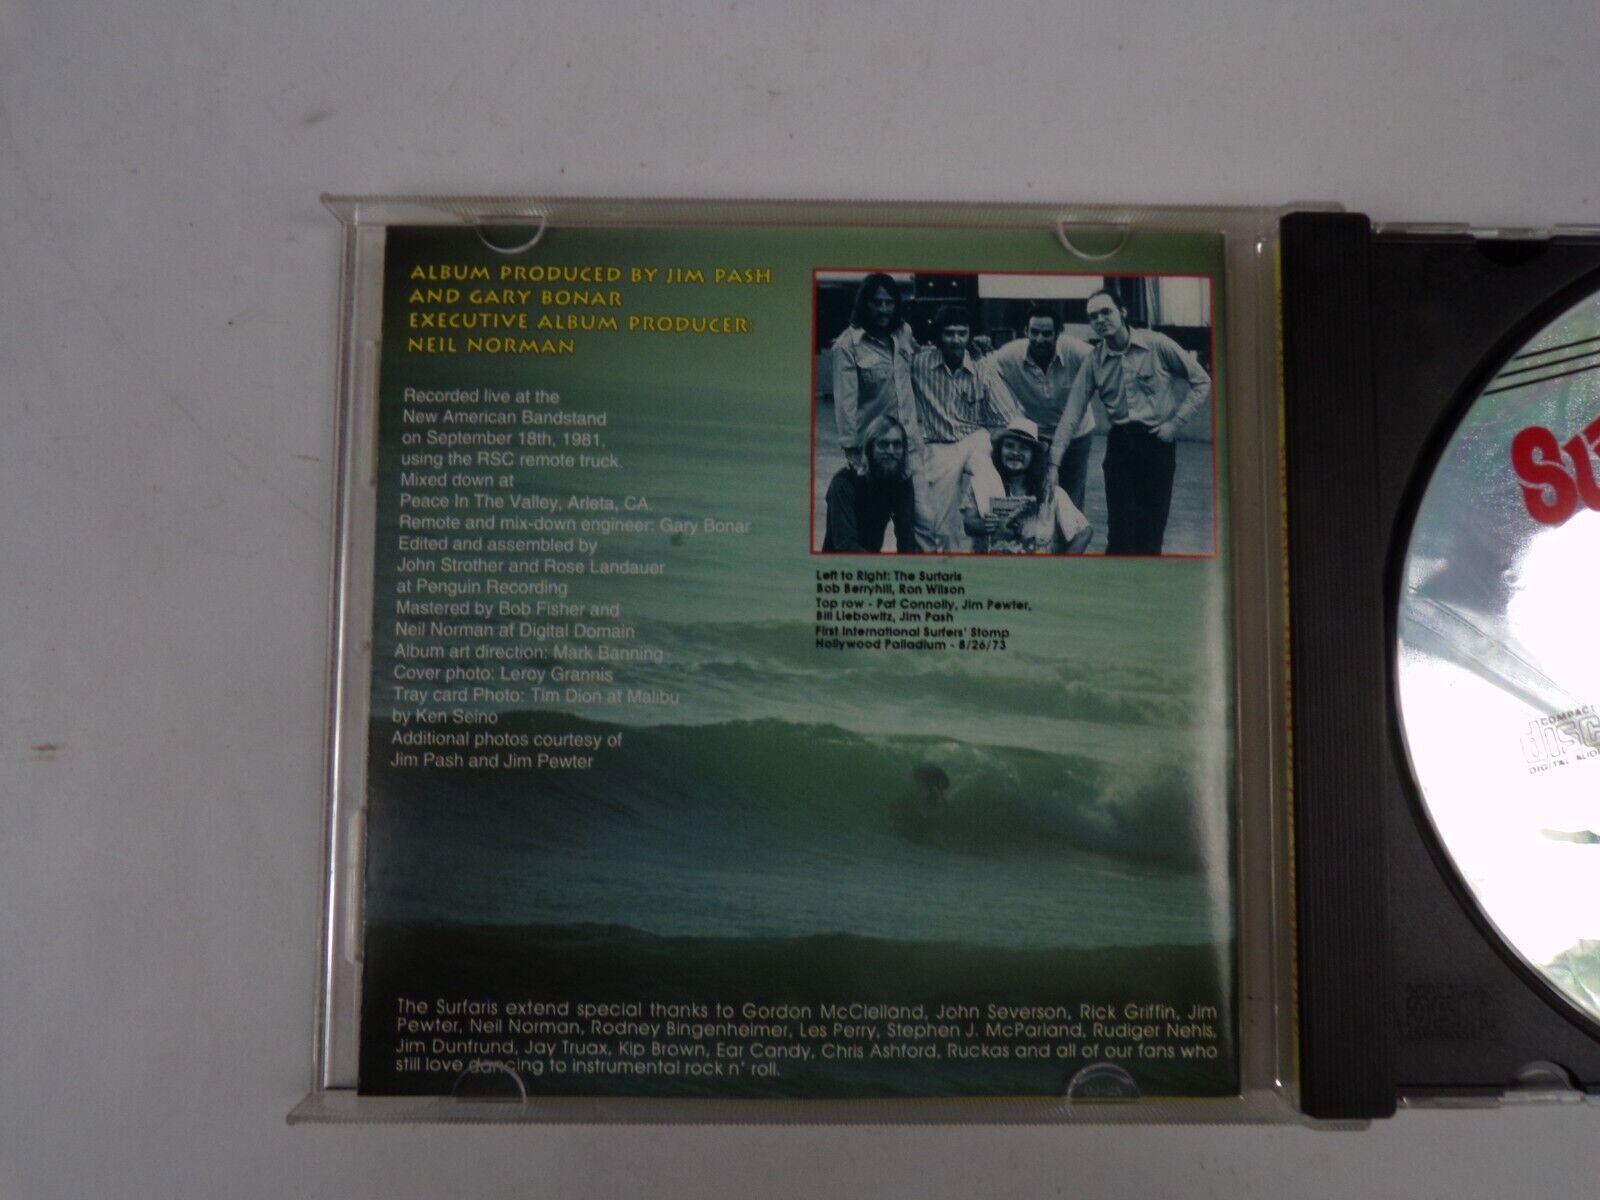 ALBUM PRODUCED BY JIM PASH
AND GARY BONAR
EXECUTIVE ALBUM PRODUCER:
NEIL NORMAN
Recorded live at the
New American Bandstand
on September 18th, 1981,
using the RSC remote truck.
Mixed down at
Peace In The Valley, Arleta, CA.
Remote and mix-down engineer: Gary Bonar
Edited and assembled by
John Strother and Rose Landauer
at Penguin Recording
Mastered by Bob Fisher and
Neil Norman af Digital Domain
Album art direction: Mark Banning
Cover photo: Leroy Grannis
Tray card Photo: Tim Dion at Malibu
by Ken Seino
Additional photos courtesy of
Jim Pash and Jim Pewter
Left to Right: The Surfaris
Bob Berryhill, Ron Wilson
Top row - Pat Connolly, Jim Pewter,
Bill Liebowitz, Jim Pash
First International Surfers' Stomp
Hollywood Palladium - 8/26/73
The Surfaris extend special thanks to Gordon McClelland, John Severson, Rick Griffin, Jim
Pewter, Neil Norman, Rodney Bingenheimer, Les Perry, Stephen J. McParland, Rudiger Nehls,
Jim Dunfrund, Jay Truax, Kip Brown, Ear Candy, Chris Ashford, Ruckas and all of our fans who
still love dancing to instrumental rock n' roll.
COMPACT
disc
DIGITAL AUDIO